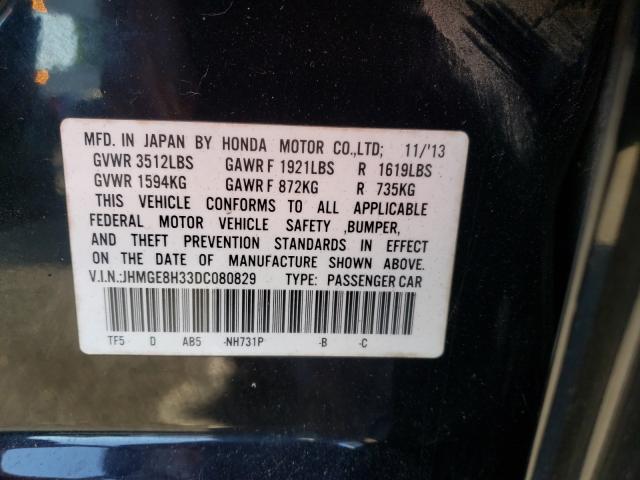 MFD. IN JAPAN BY HONDA MOTOR CO.,LTD; 11/'13
GVWR 3512LBS GAWR F 1921LBS R 1619LBS
GVWR 1594KG GAWR F 872KG R 735KG
THIS VEHICLE CONFORMS TO ALL APPLICABLE
FEDERAL MOTOR VEHICLE SAFETY ,BUMPER,
AND THEFT PREVENTION STANDARDS IN EFFECT
ON THE DATE OF MANUFACTURE SHOWN ABOVE.
V.I.N.:JHMGE8H33DC080829 TYPE: PASSENGER CAR
TF5 D AB5 -NH731P -B -C